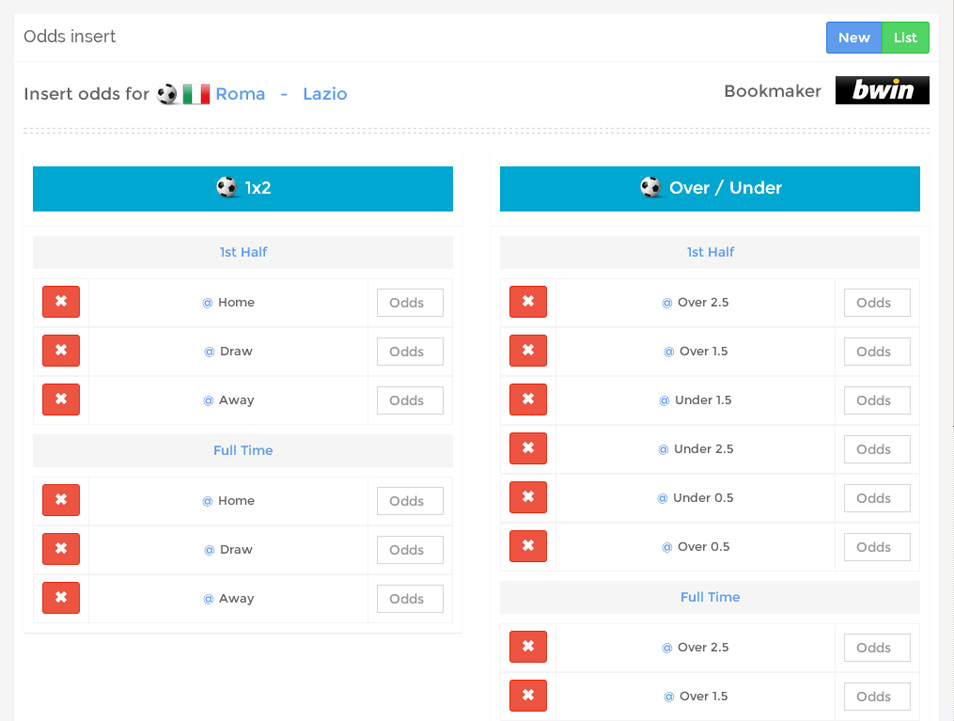 Odds insert
New List
Insert odds for Roma - Lazio
Bookmaker bwin
1x2
1st Half
@ Home Odds
@ Draw Odds
@ Away Odds
Full Time
@ Home Odds
@ Draw Odds
@ Away Odds
Over / Under
1st Half
@ Over 2.5 Odds
@ Over 1.5 Odds
@ Under 1.5 Odds
@ Under 2.5 Odds
@ Under 0.5 Odds
@ Over 0.5 Odds
Full Time
@ Over 2.5 Odds
@ Over 1.5 Odds